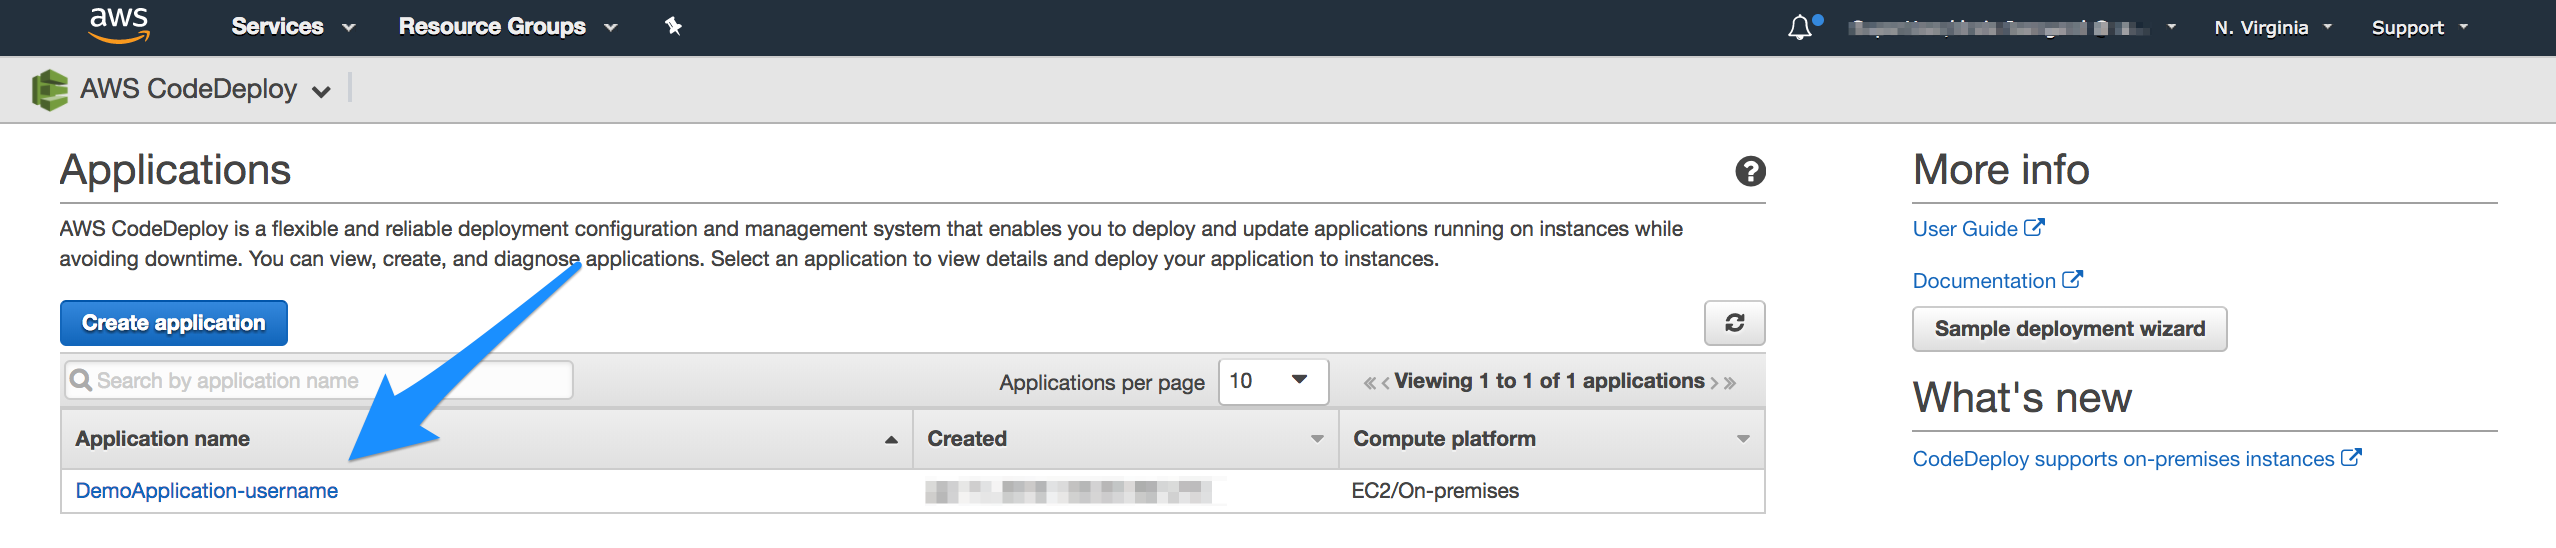 aws Services Resource Groups N. Virginia Support
AWS CodeDeploy
Applications
AWS CodeDeploy is a flexible and reliable deployment configuration and management system that enables you to deploy and update applications running on instances while
avoiding downtime. You can view, create, and diagnose applications. Select an application to view details and deploy your application to instances.
Create application
Search by application name
Applications per page 10 « ‹ Viewing 1 to 1 of 1 applications › »
Application name Created Compute platform
DemoApplication-username EC2/On-premises
More info
User Guide
Documentation
Sample deployment wizard
What's new
CodeDeploy supports on-premises instances